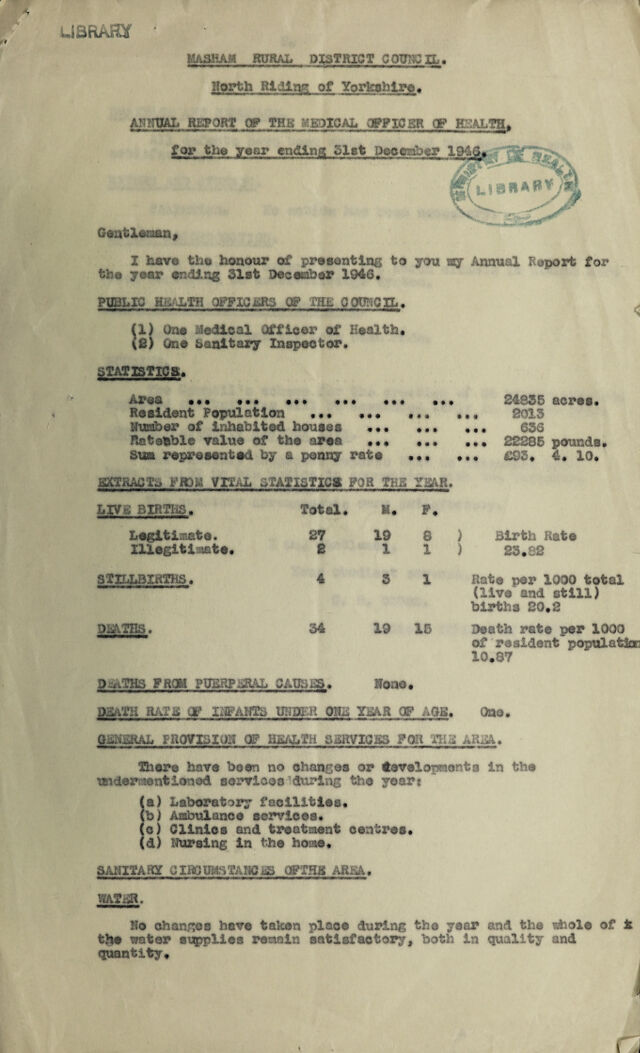 LIBRARY
MASHAM RURAL DISTRICT COUNCIL.
North Riding of Yorkshire.
ANNUAL REPORT OF THE MEDICAL OFFICER OF HEALTH,
for the year ending 31st December 1946.
MINISTRY OF HEALTH
LIBRARY
Gentleman,
I have the honour of presenting to you my Annual Report for
the year ending 31st December 1946.
PUBLIC HEALTH OFFICERS OF THE COUNCIL.
(1) One Medical Officer of Health.
(2) One Sanitary Inspector.
STATISTICS.
Area ... ... ... ... ... ... 24835 acres.
Resident Population ... ... ... ... 2013
Number of inhabited houses ... ... ... 636
Rateable value of the area ... ... ... 22285 pounds.
Sum represented by a penny rate ... ... £93. 4. 10.
EXTRACTS FROM VITAL STATISTICS FOR THE YEAR.
LIVE BIRTHS. Total. M. F.
Legitimate. 27 19 8 ) Birth Rate
Illegitimate. 2 1 1 ) 23.82
STILLBIRTHS. 4 3 1 Rate per 1000 total
(live and still)
births 20.2
DEATHS. 34 19 15 Death rate per 1000
of resident population
10.87
DEATHS FROM PUERPERAL CAUSES. None.
DEATH RATE OF INFANTS UNDER ONE YEAR OF AGE. One.
GENERAL PROVISION OF HEALTH SERVICES FOR THE AREA.
There have been no changes or developments in the
undermentioned services during the year:
(a) Laboratory facilities.
(b) Ambulance services.
(c) Clinics and treatment centres.
(d) Nursing in the home.
SANITARY CIRCUMSTANCES OFTHE AREA.
WATER.
No changes have taken place during the year and the whole of
the water supplies remain satisfactory, both in quality and
quantity.